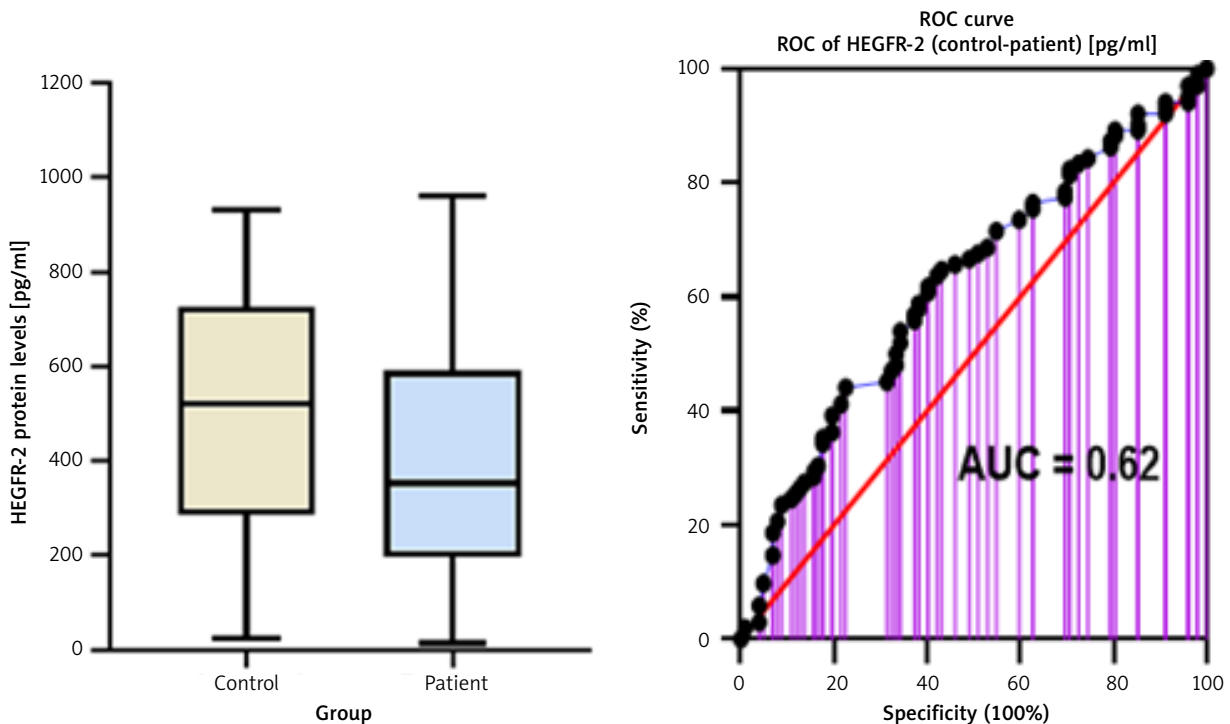 1200
1000
800
600
400
200
0
HEGFR-2 protein levels [pg/ml]
Control
Patient
Group
ROC curve
ROC of HEGFR-2 (control-patient) [pg/ml]
100
80
60
40
20
0
Sensitivity (%)
AUC = 0.62
0
20
40
60
80
100
Specificity (100%)